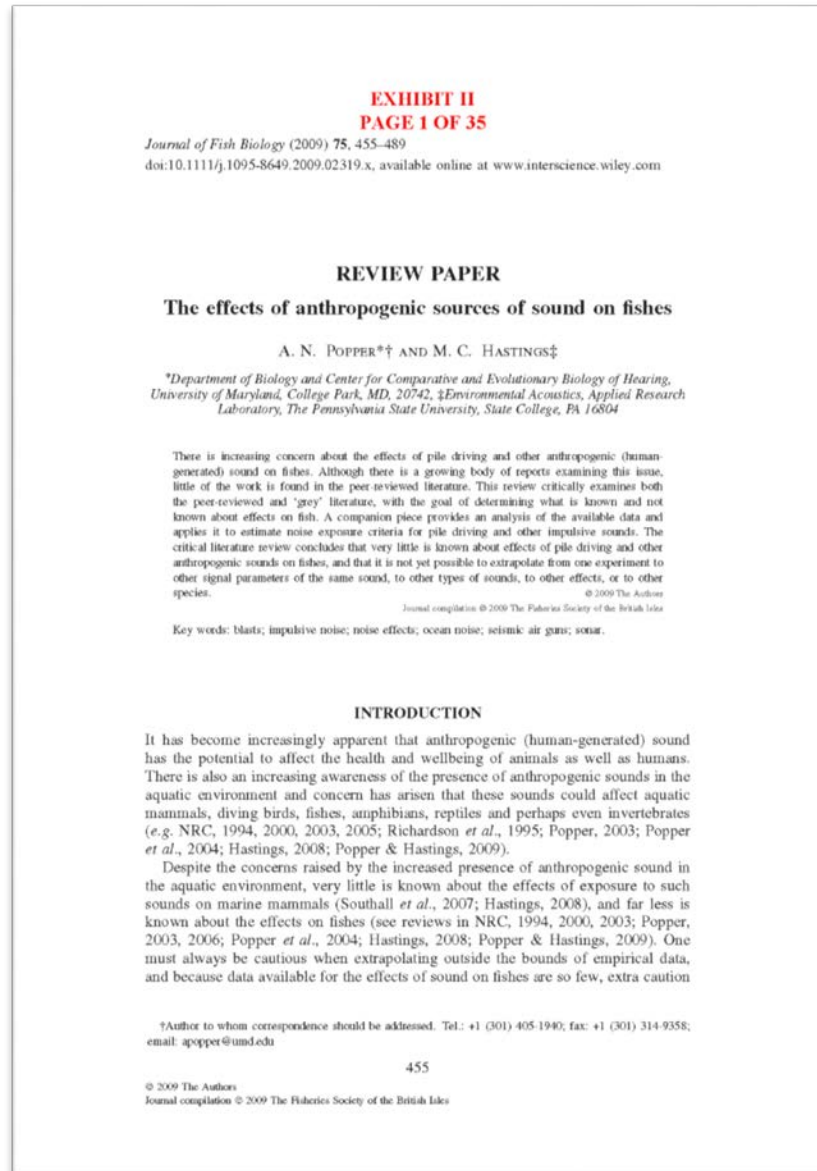 EXHIBIT II
PAGE 1 OF 35
Journal of Fish Biology (2009) 75, 455–489
doi:10.1111/j.1095-8649.2009.02319.x, available online at www.interscience.wiley.com
REVIEW PAPER
The effects of anthropogenic sources of sound on fishes
A. N. POPPER*† AND M. C. HASTINGS‡
*Department of Biology and Center for Comparative and Evolutionary Biology of Hearing,
University of Maryland, College Park, MD, 20742, ‡Environmental Acoustics, Applied Research
Laboratory, The Pennsylvania State University, State College, PA 16804
There is increasing concern about the effects of pile driving and other anthropogenic (human-
generated) sound on fishes. Although there is a growing body of reports examining this issue,
little of the work is found in the peer-reviewed literature. This review critically examines both
the peer-reviewed and ‘grey’ literature, with the goal of determining what is known and not
known about effects on fish. A companion piece provides an analysis of the available data and
applies it to estimate noise exposure criteria for pile driving and other impulsive sounds. The
critical literature review concludes that very little is known about effects of pile driving and other
anthropogenic sounds on fishes, and that it is not yet possible to extrapolate from one experiment to
other signal parameters of the same sound, to other types of sounds, to other effects, or to other
species. © 2009 The Authors
Journal compilation © 2009 The Fisheries Society of the British Isles
Key words: blasts; impulsive noise; noise effects; ocean noise; seismic air guns; sonar.
INTRODUCTION
It has become increasingly apparent that anthropogenic (human-generated) sound
has the potential to affect the health and wellbeing of animals as well as humans.
There is also an increasing awareness of the presence of anthropogenic sounds in the
aquatic environment and concern has arisen that these sounds could affect aquatic
mammals, diving birds, fishes, amphibians, reptiles and perhaps even invertebrates
(e.g. NRC, 1994, 2000, 2003, 2005; Richardson et al., 1995; Popper, 2003; Popper
et al., 2004; Hastings, 2008; Popper & Hastings, 2009).
Despite the concerns raised by the increased presence of anthropogenic sound in
the aquatic environment, very little is known about the effects of exposure to such
sounds on marine mammals (Southall et al., 2007; Hastings, 2008), and far less is
known about the effects on fishes (see reviews in NRC, 1994, 2000, 2003; Popper,
2003, 2006; Popper et al., 2004; Hastings, 2008; Popper & Hastings, 2009). One
must always be cautious when extrapolating outside the bounds of empirical data,
and because data available for the effects of sound on fishes are so few, extra caution
†Author to whom correspondence should be addressed. Tel.: +1 (301) 405-1940; fax: +1 (301) 314-9358;
email: apopper@umd.edu
455
© 2009 The Authors
Journal compilation © 2009 The Fisheries Society of the British Isles